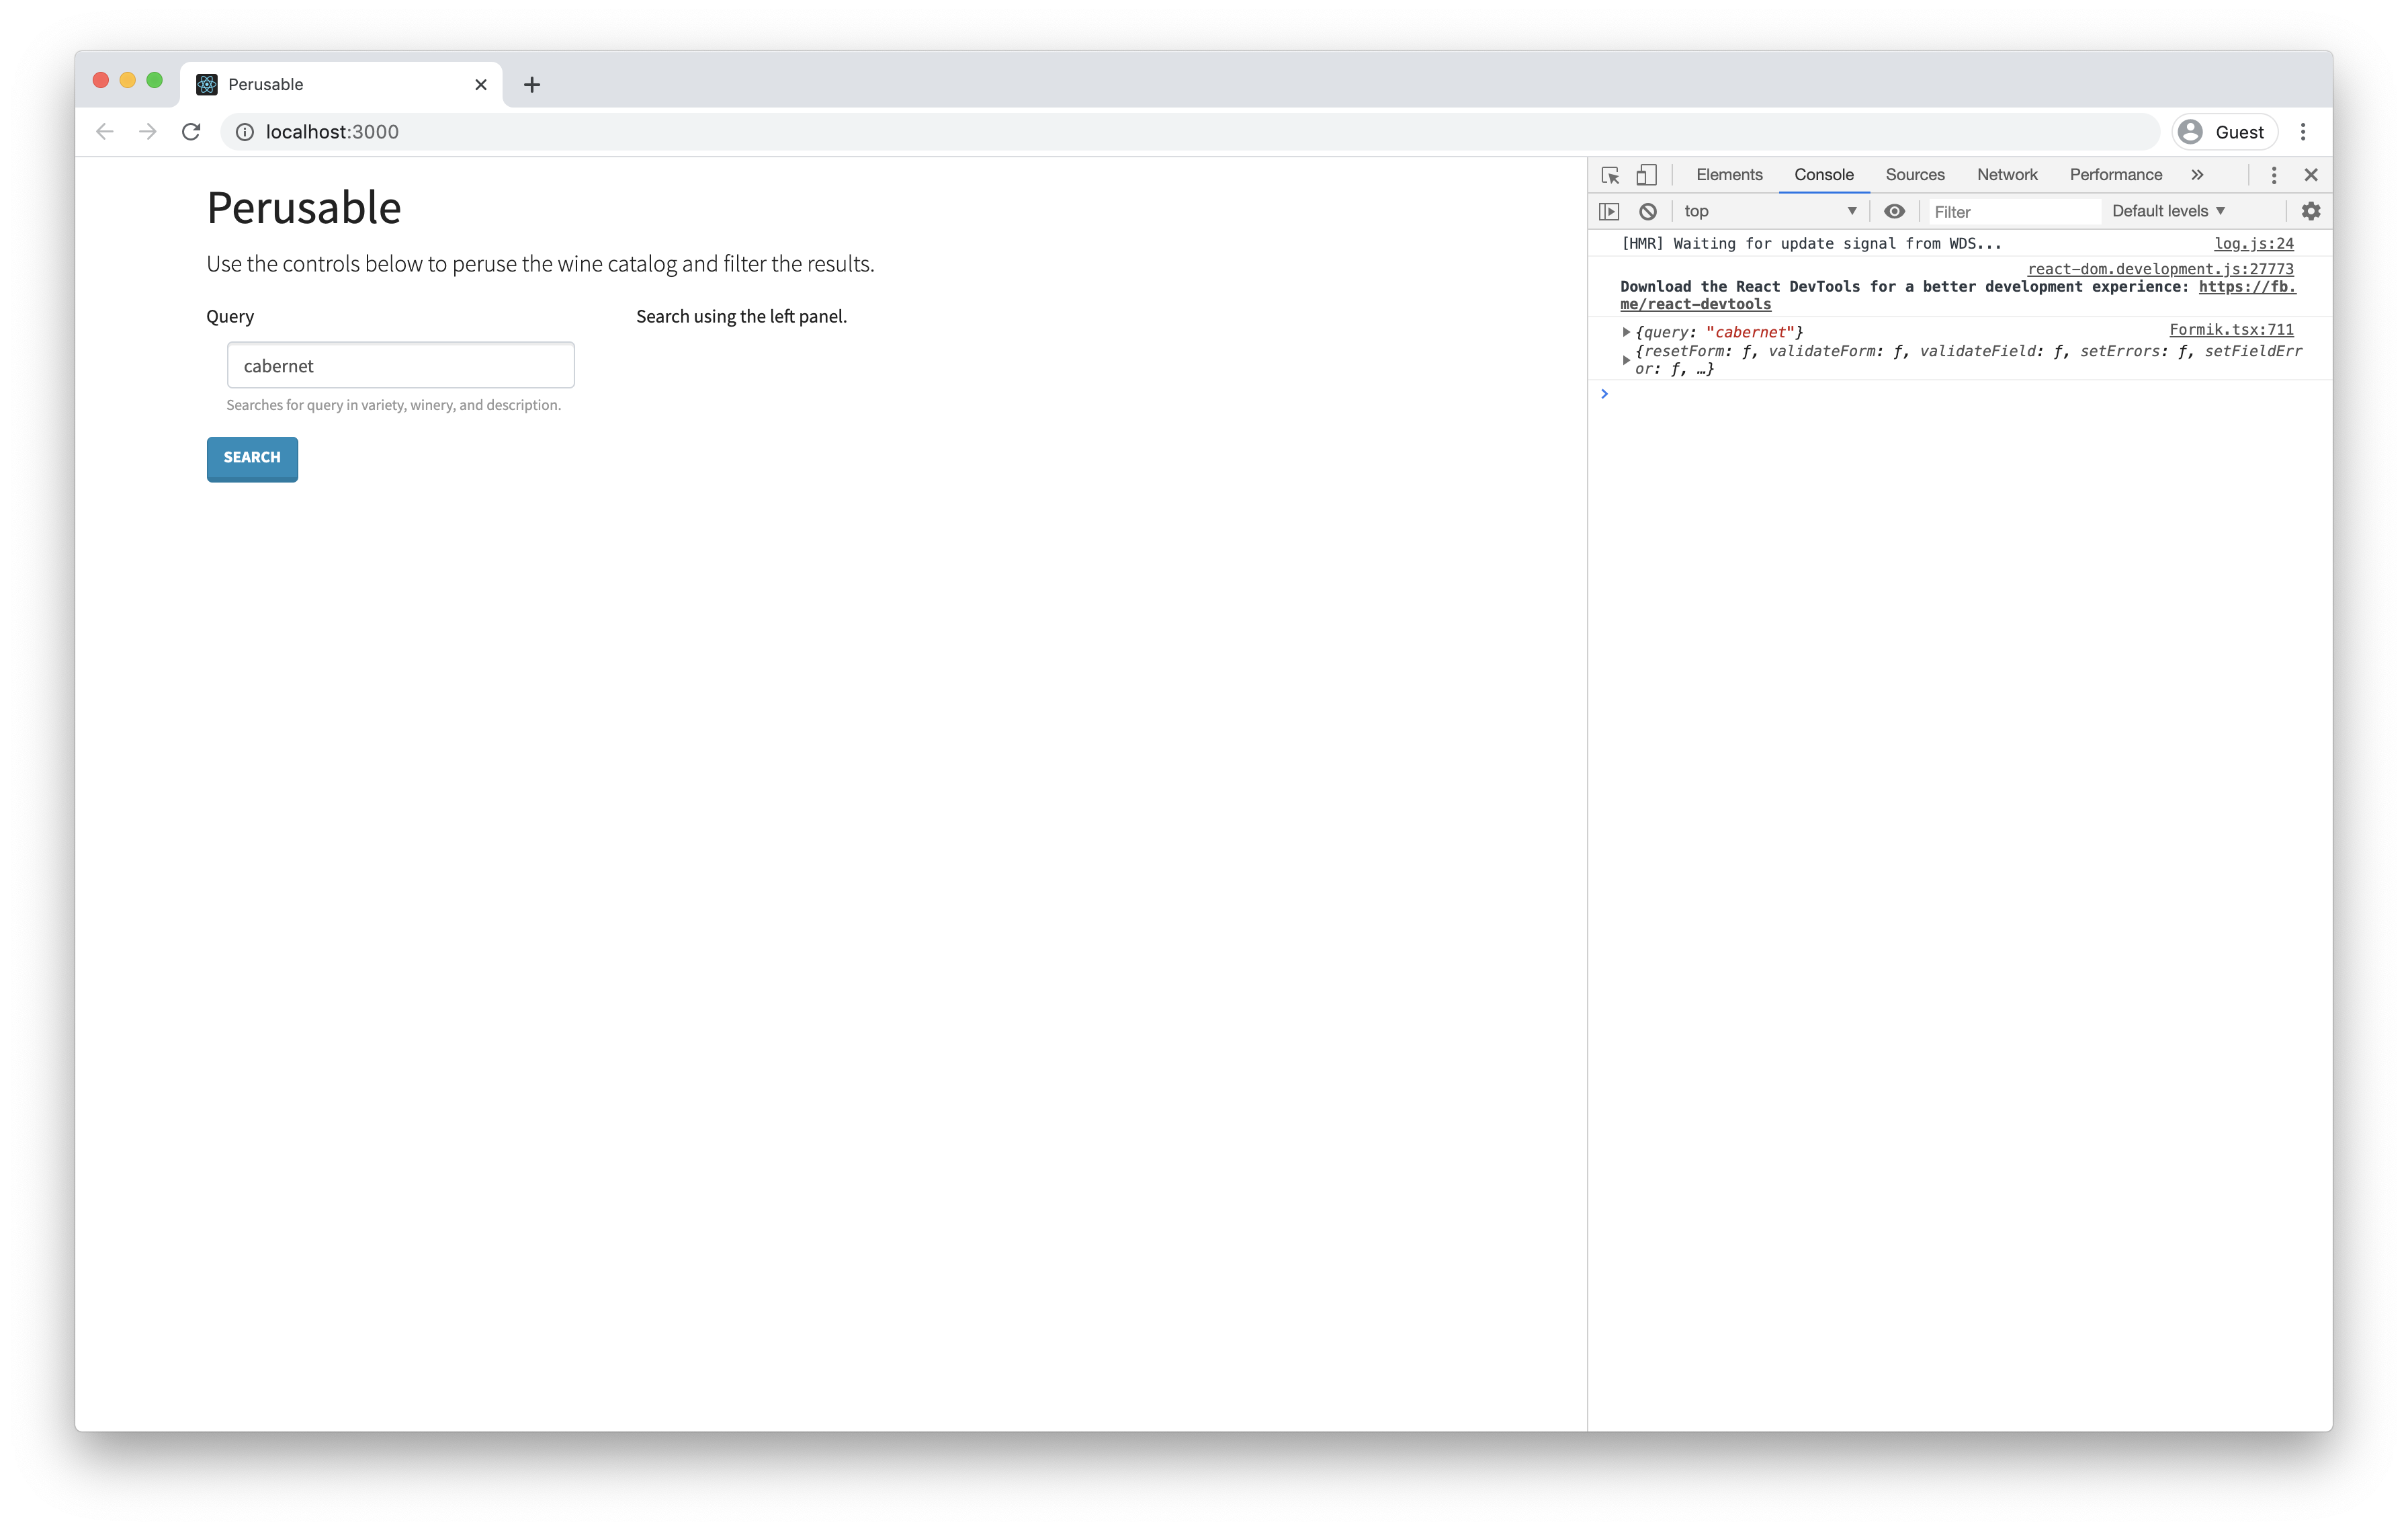 Perusable
localhost:3000
Guest
Perusable
Use the controls below to peruse the wine catalog and filter the results.
Query
cabernet
Searches for query in variety, winery, and description.
SEARCH
Search using the left panel.
Elements Console Sources Network Performance »
top ▼ Filter Default levels ▼
[HMR] Waiting for update signal from WDS... log.js:24
react-dom.development.js:27773
Download the React DevTools for a better development experience: https://fb.
me/react-devtools
▶ {query: "cabernet"} Formik.tsx:711
▶ {resetForm: ƒ, validateForm: ƒ, validateField: ƒ, setErrors: ƒ, setFieldErr
or: ƒ, …}